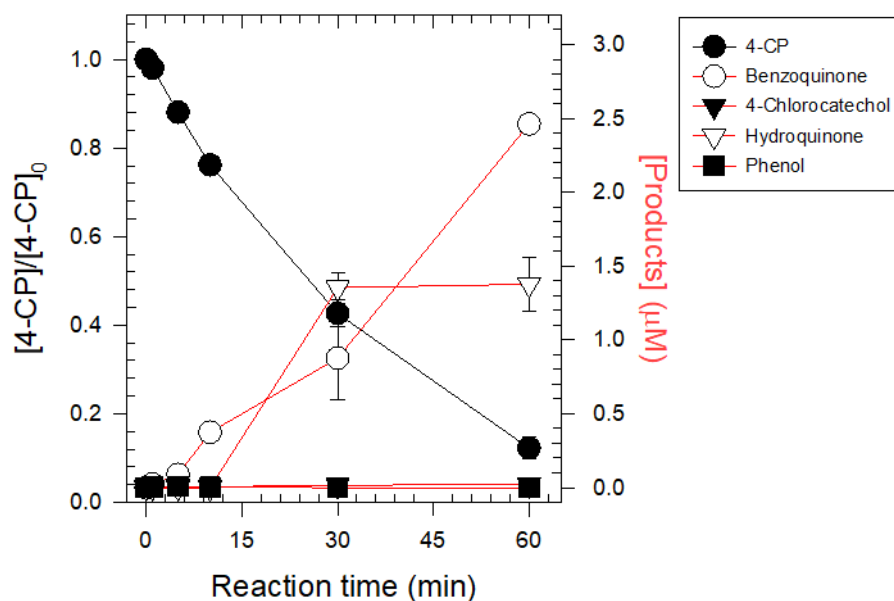 1.0
0.8
0.6
0.4
0.2
0.0
[4-CP]/[4-CP]₀
3.0
2.5
2.0
1.5
1.0
0.5
0.0
[Products] (μM)
0
15
30
45
60
Reaction time (min)
4-CP
Benzoquinone
4-Chlorocatechol
Hydroquinone
Phenol